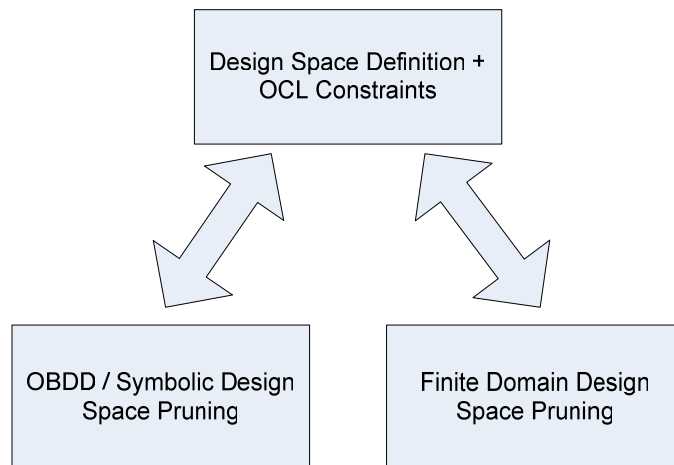 Design Space Definition +
OCL Constraints
OBDD / Symbolic Design
Space Pruning
Finite Domain Design
Space Pruning